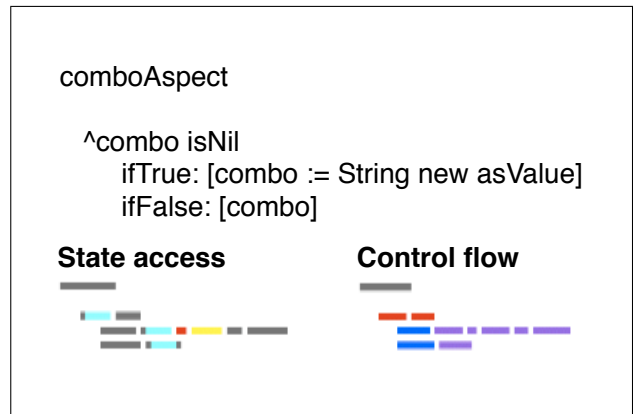 comboAspect
^combo isNil
ifTrue: [combo := String new asValue]
ifFalse: [combo]
State access Control flow